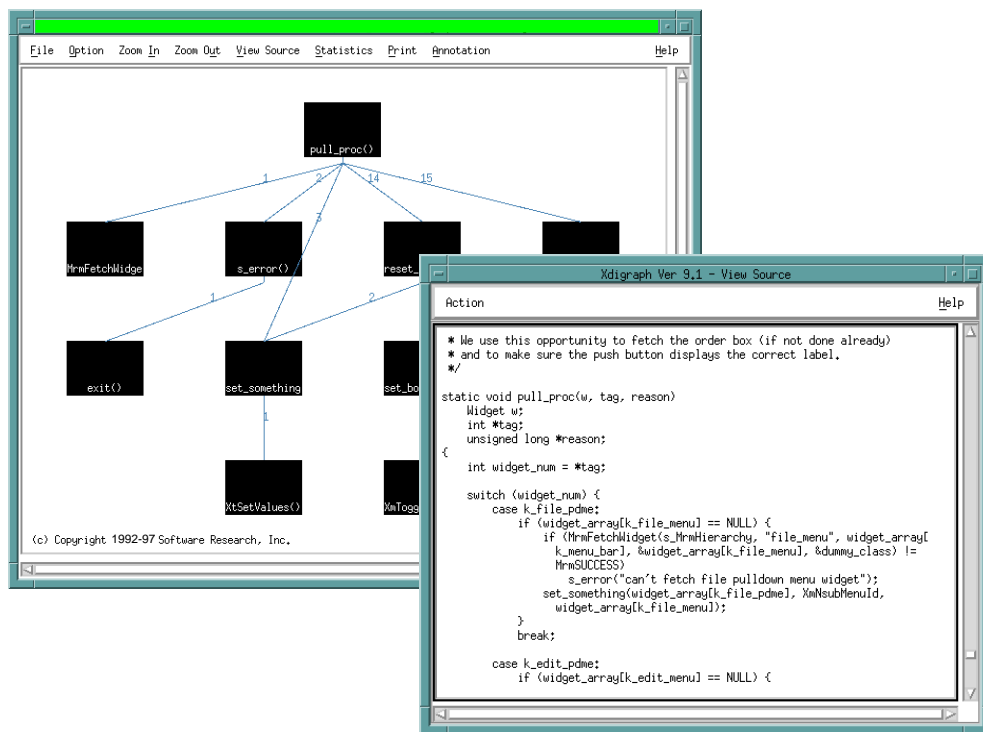 File Option Zoom In Zoom Out View Source Statistics Print Annotation Help
pull_proc()
1 2 14 15
3
MrmFetchWidge s_error() reset_
1 2
exit() set_something set_bo
1
XtSetValues() XmTogg
(c) Copyright 1992-97 Software Research, Inc.
Xdigraph Ver 9.1 - View Source
Action Help
* We use this opportunity to fetch the order box (if not done already)
* and to make sure the push button displays the correct label.
*/
static void pull_proc(w, tag, reason)
Widget w;
int *tag;
unsigned long *reason;
{
int widget_num = *tag;
switch (widget_num) {
case k_file_pdme:
if (widget_array[k_file_menu] == NULL) {
if (MrmFetchWidget(s_MrmHierarchy, "file_menu", widget_array[
k_menu_bar], &widget_array[k_file_menu], &dummy_class) !=
MrmSUCCESS)
s_error("can't fetch file pulldown menu widget");
set_something(widget_array[k_file_pdme], XmNsubMenuId,
widget_array[k_file_menu]);
}
break;
case k_edit_pdme:
if (widget_array[k_edit_menu] == NULL) {